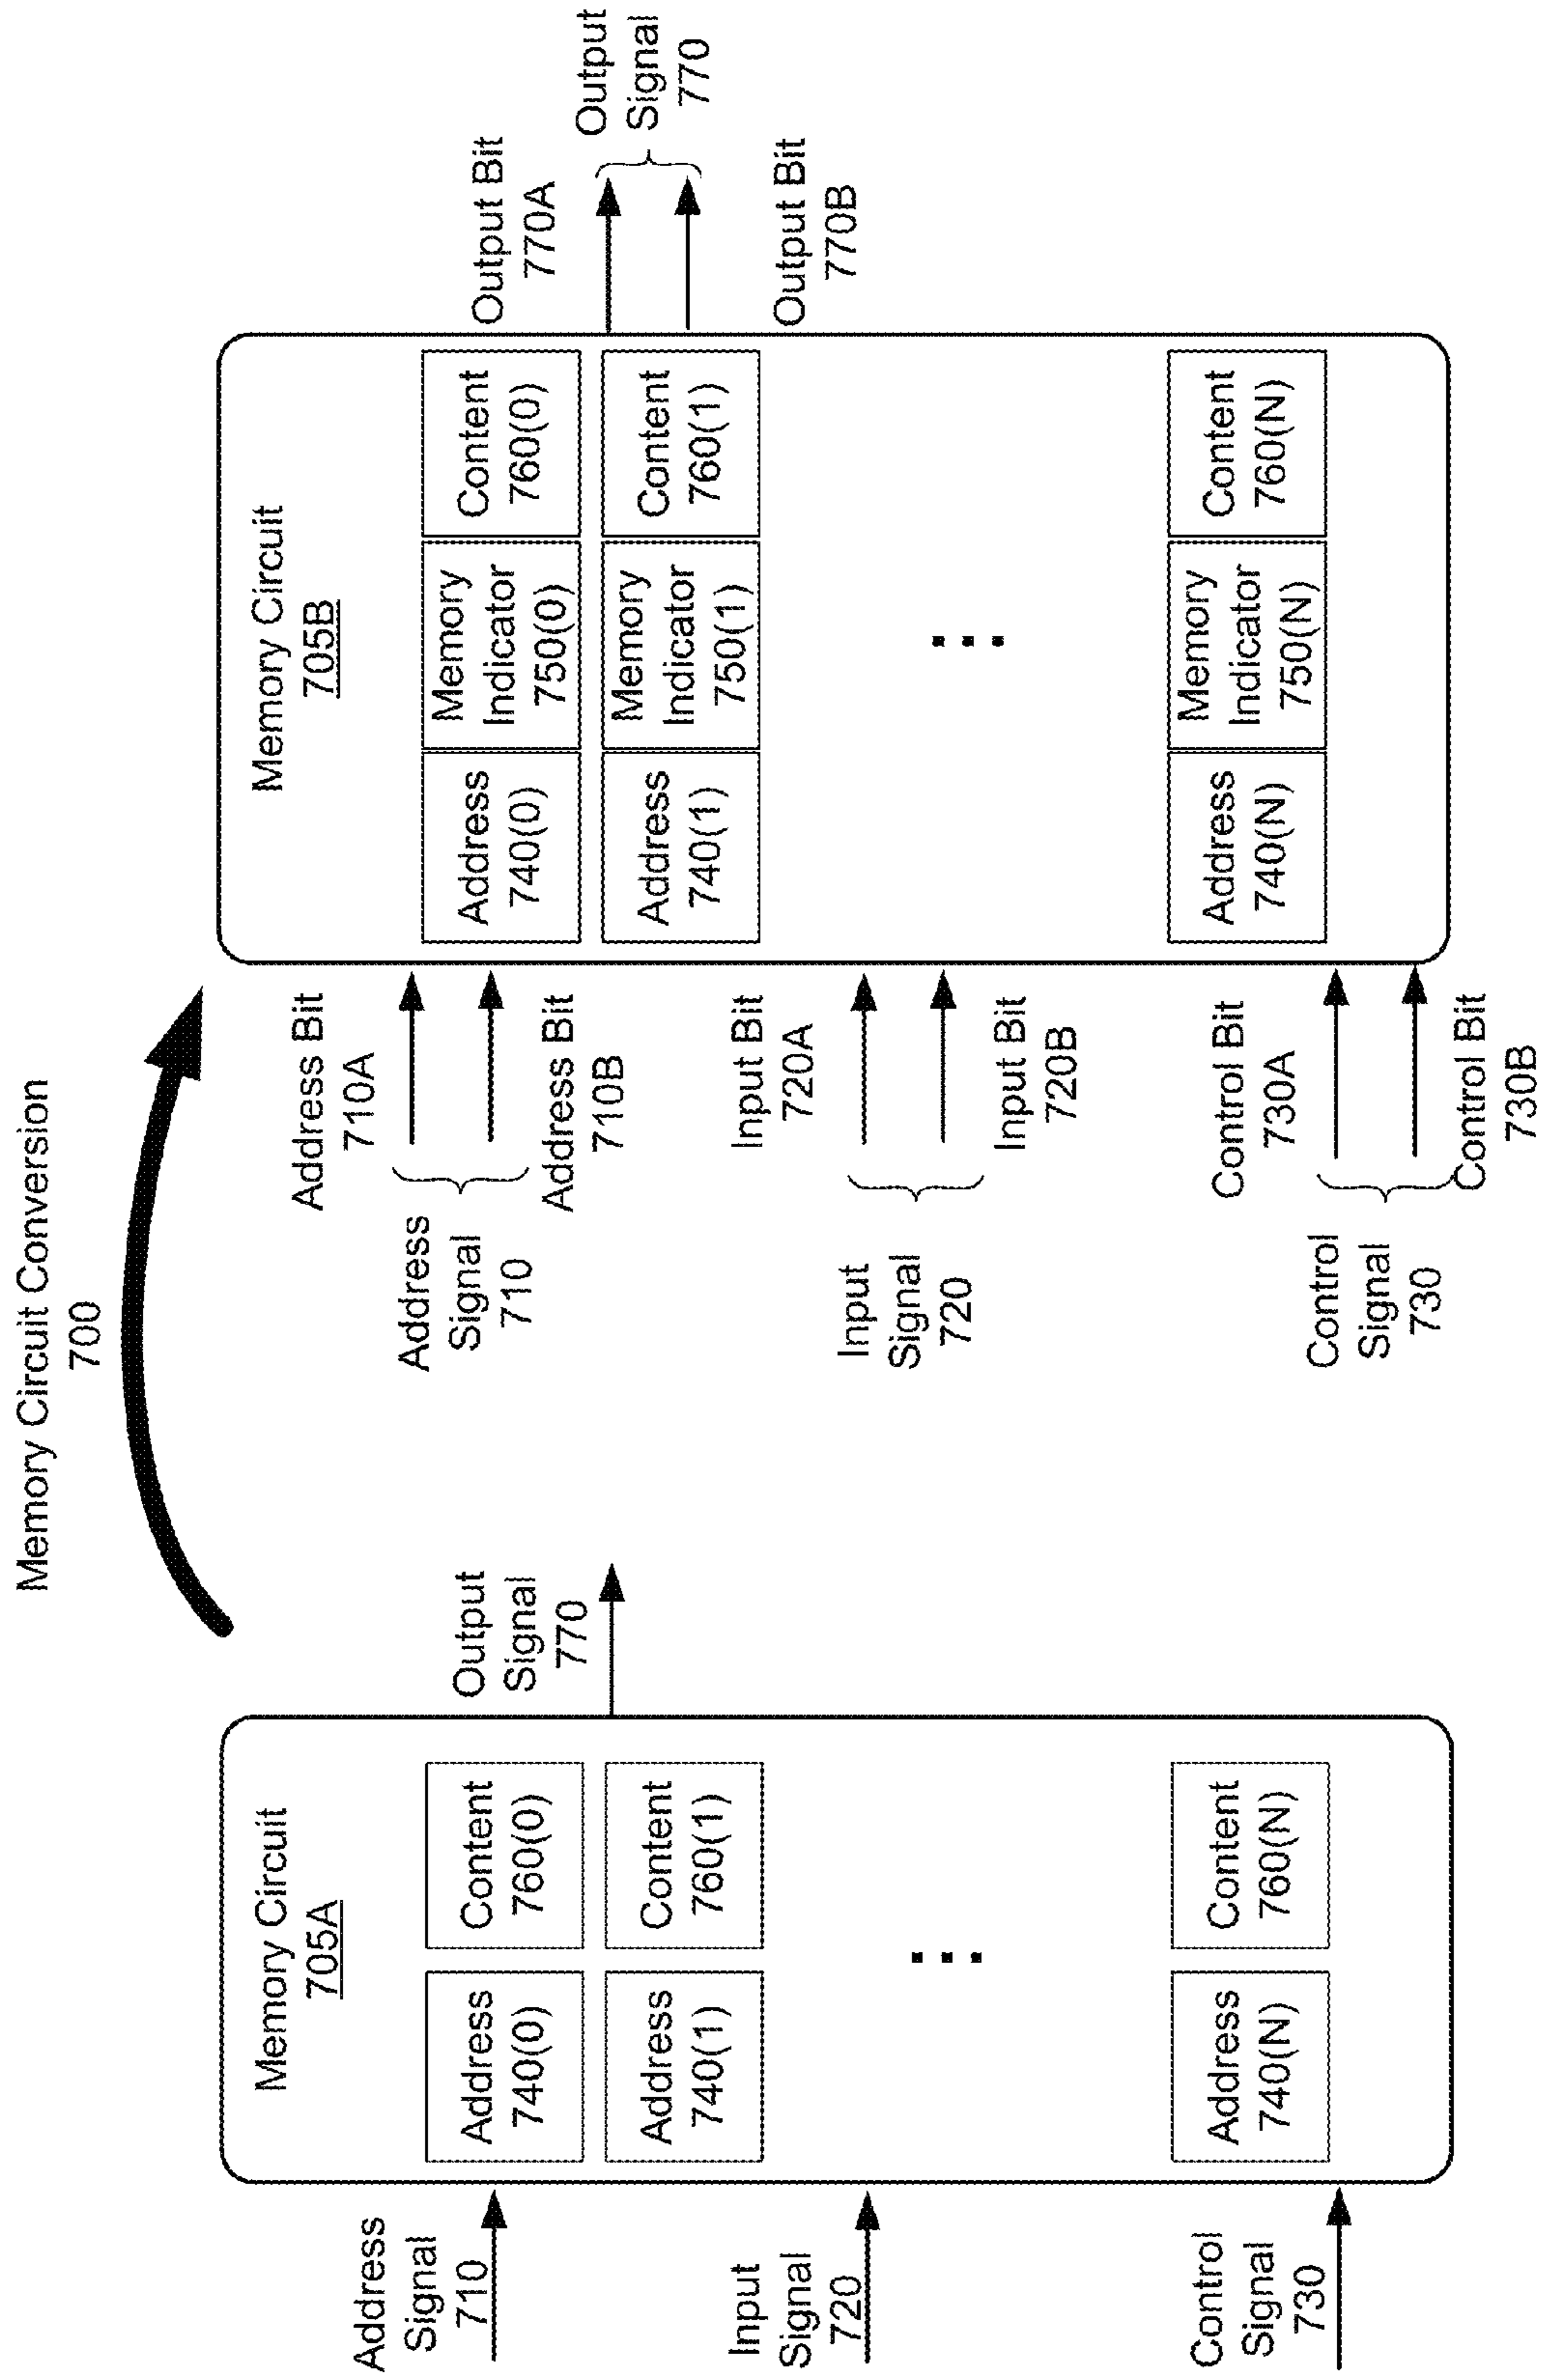 Memory Circuit Conversion
700
Address
Signal
710
Input
Signal
720
Control
Signal
730
Memory Circuit
705A
Address
740(0)
Content
760(0)
Address
740(1)
Content
760(1)
...
Address
740(N)
Content
760(N)
Output
Signal
770
Address
Signal
710
Address Bit
710A
Address Bit
710B
Input
Signal
720
Input Bit
720A
Input Bit
720B
Control
Signal
730
Control Bit
730A
Control Bit
730B
Memory Circuit
705B
Address
740(0)
Memory
Indicator
750(0)
Content
760(0)
Address
740(1)
Memory
Indicator
750(1)
Content
760(1)
...
Address
740(N)
Memory
Indicator
750(N)
Content
760(N)
Output Bit
770A
Output Bit
770B
Output
Signal
770